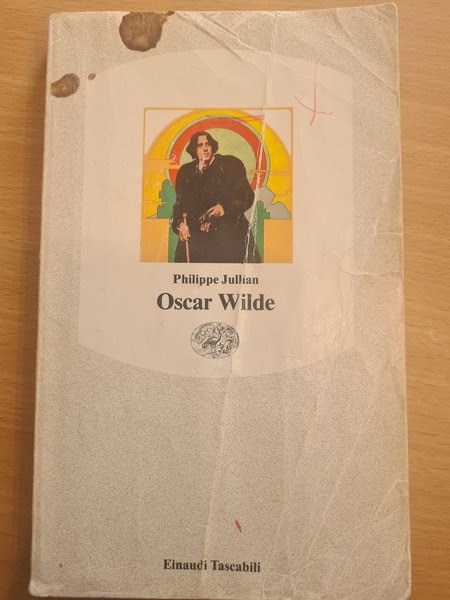 Philippe Jullian
Oscar Wilde
Einaudi Tascabili